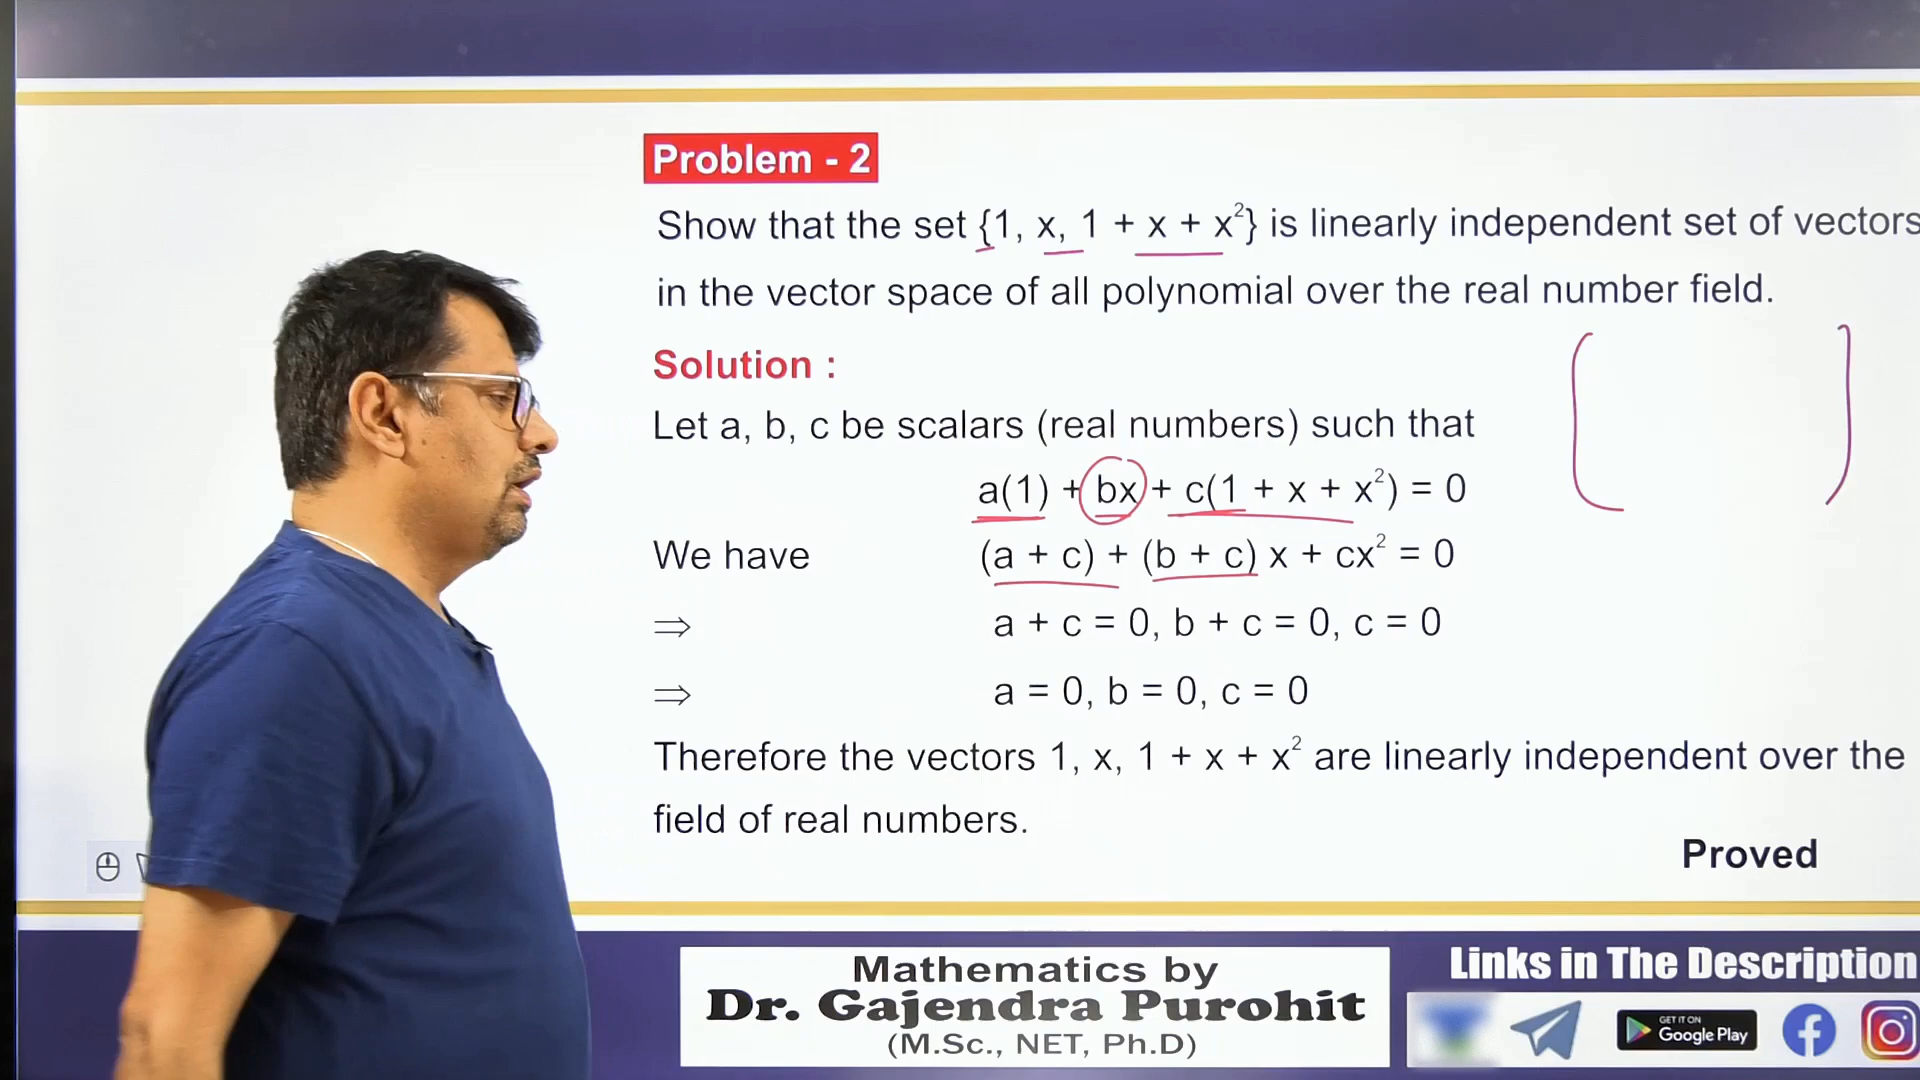 Problem - 2
Show that the set {1, x, 1 + x + x²} is linearly independent set of vectors
in the vector space of all polynomial over the real number field.
Solution :
Let a, b, c be scalars (real numbers) such that
a(1) + bx + c(1 + x + x²) = 0
We have (a + c) + (b + c) x + cx² = 0
⇒ a + c = 0, b + c = 0, c = 0
⇒ a = 0, b = 0, c = 0
Therefore the vectors 1, x, 1 + x + x² are linearly independent over the
field of real numbers.
Proved
Mathematics by
Dr. Gajendra Purohit
(M.Sc., NET, Ph.D)
Links in The Description
GET IT ON
Google Play